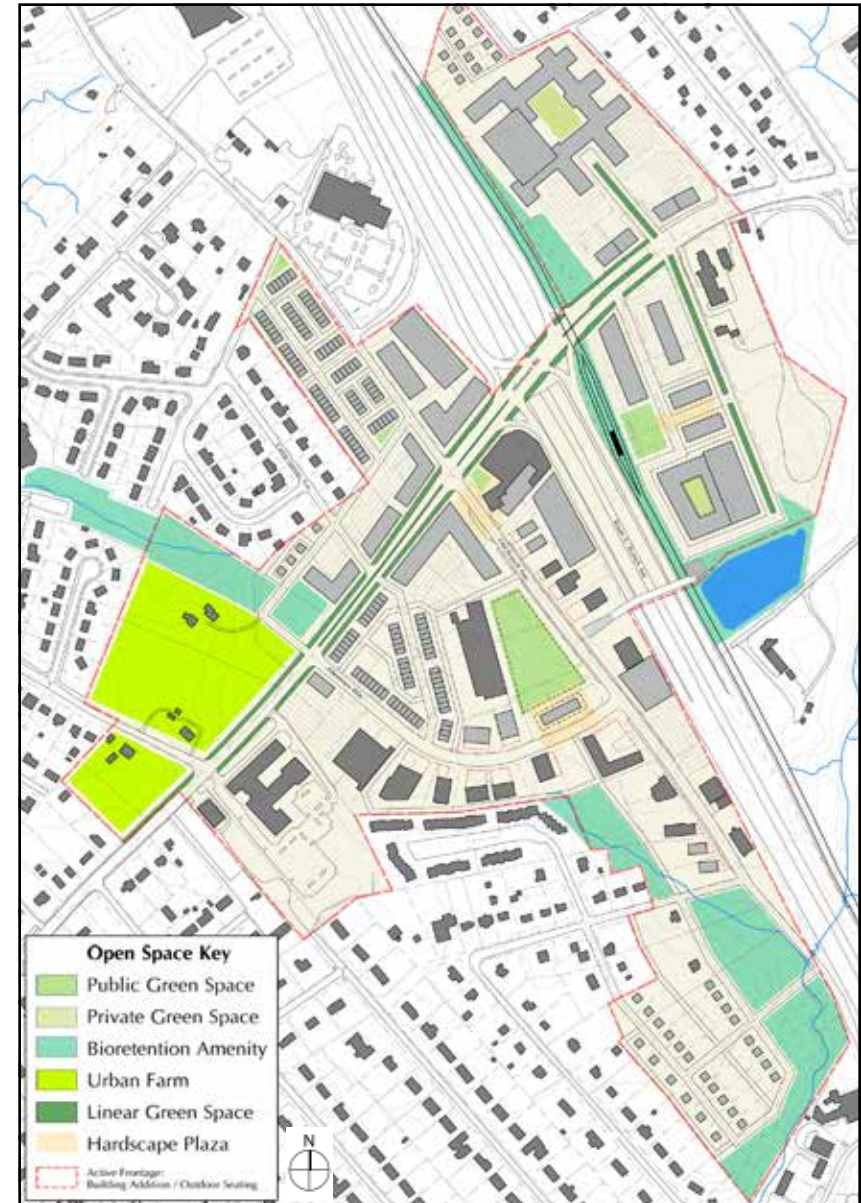 Open Space Key
Public Green Space
Private Green Space
Bioretention Amenity
Urban Farm
Linear Green Space
Hardscape Plaza
Active Frontage:
Building Addition / Outdoor Seating
N